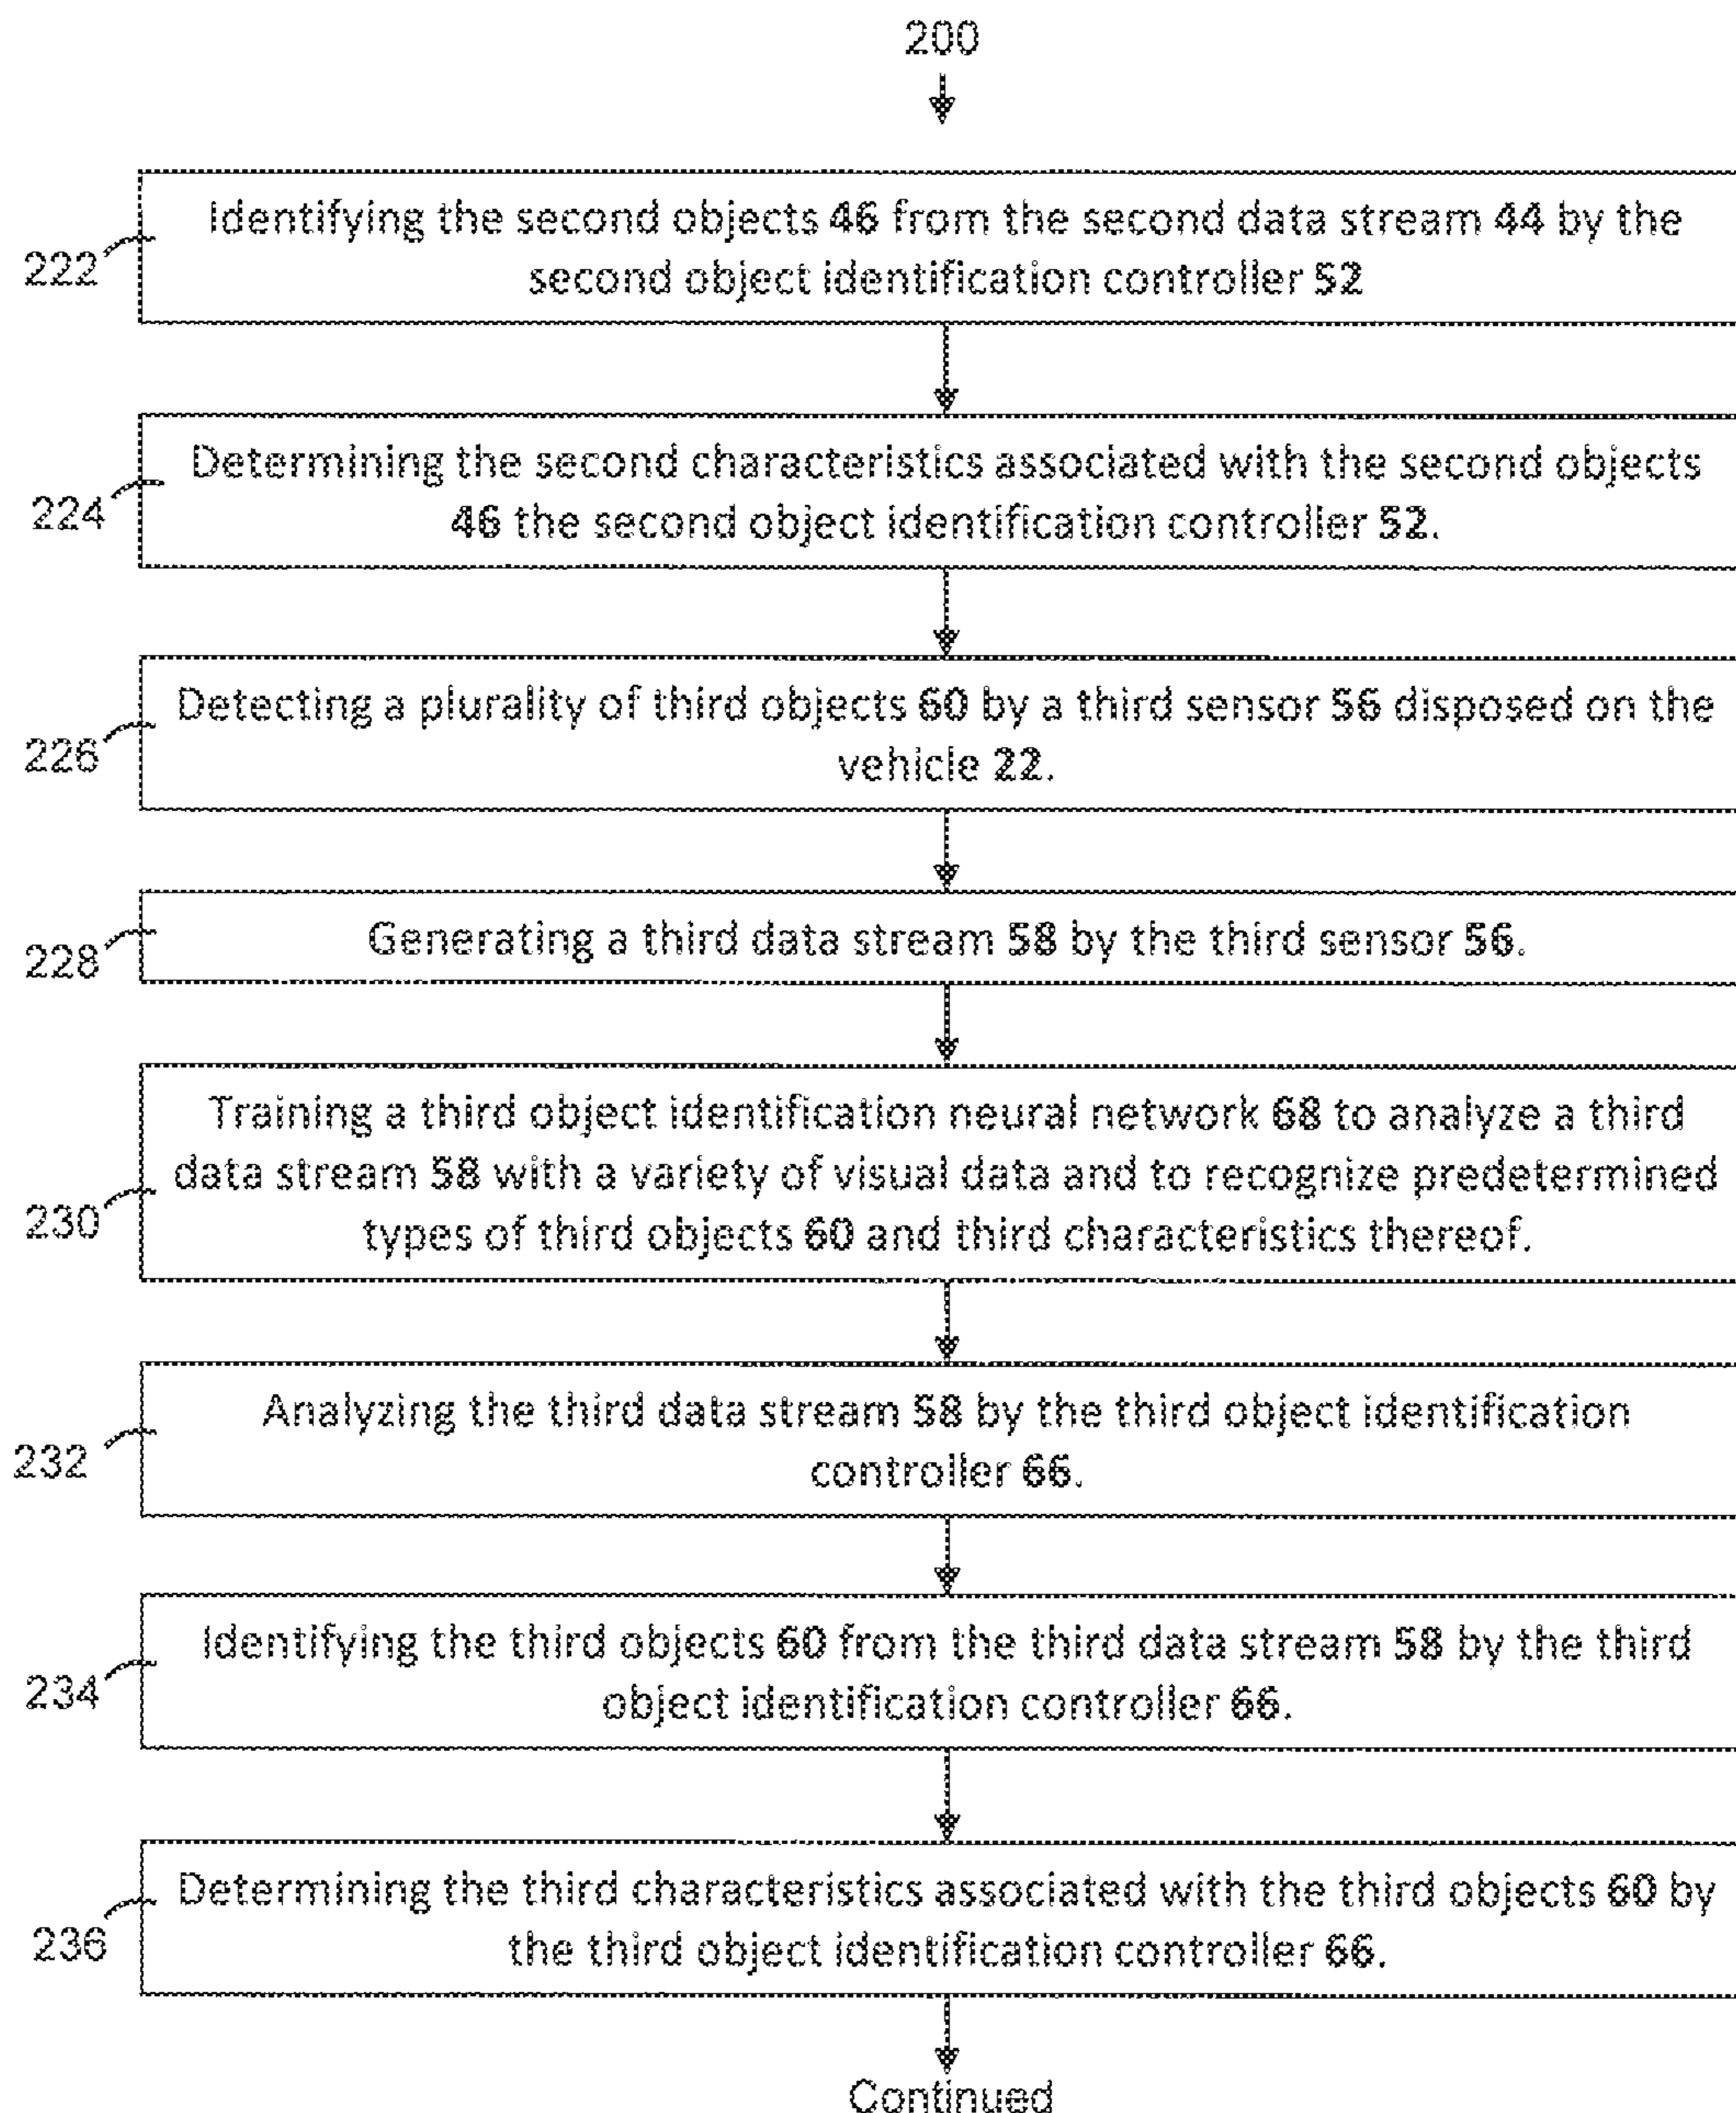 200
Identifying the second objects 46 from the second data stream 44 by the
second object identification controller 52
222
Determining the second characteristics associated with the second objects
46 the second object identification controller 52.
224
Detecting a plurality of third objects 60 by a third sensor 56 disposed on the
vehicle 22.
226
Generating a third data stream 58 by the third sensor 56.
228
Training a third object identification neural network 68 to analyze a third
data stream 58 with a variety of visual data and to recognize predetermined
types of third objects 60 and third characteristics thereof.
230
Analyzing the third data stream 58 by the third object identification
controller 66.
232
Identifying the third objects 60 from the third data stream 58 by the third
object identification controller 66.
234
Determining the third characteristics associated with the third objects 60 by
the third object identification controller 66.
236
Continued